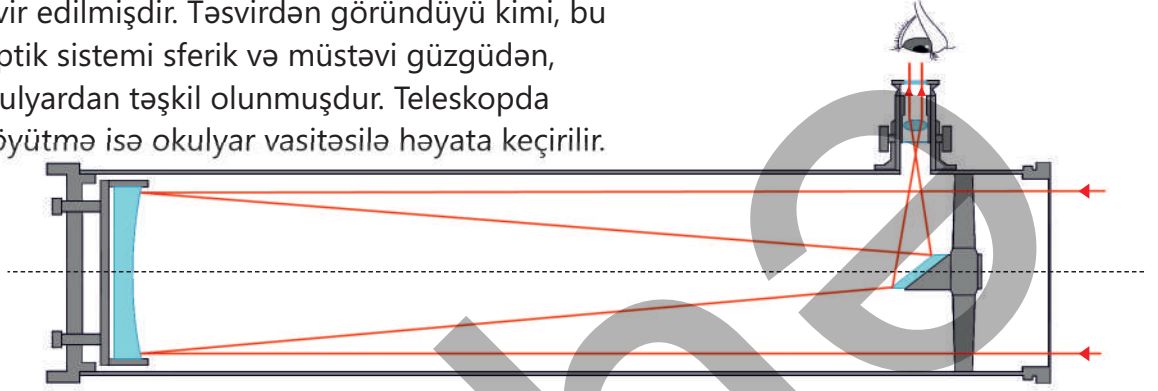 vir edilmişdir. Təsvirdən göründüyü kimi, bu
ptik sistemi sferik və müstəvi güzgüdən,
ulyardan təşkil olunmuşdur. Teleskopda
öyütmə isə okulyar vasitəsilə həyata keçirilir.